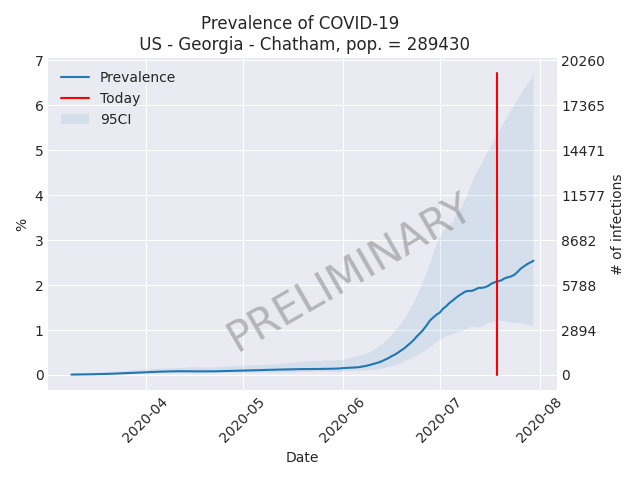 Prevalence of COVID-19
US - Georgia - Chatham, pop. = 289430
Prevalence
Today
95CI
PRELIMINARY
%
7
6
5
4
3
2
1
0
20260
17365
14471
11577
8682
5788
2894
0
# of infections
2020-04
2020-05
2020-06
2020-07
2020-08
Date